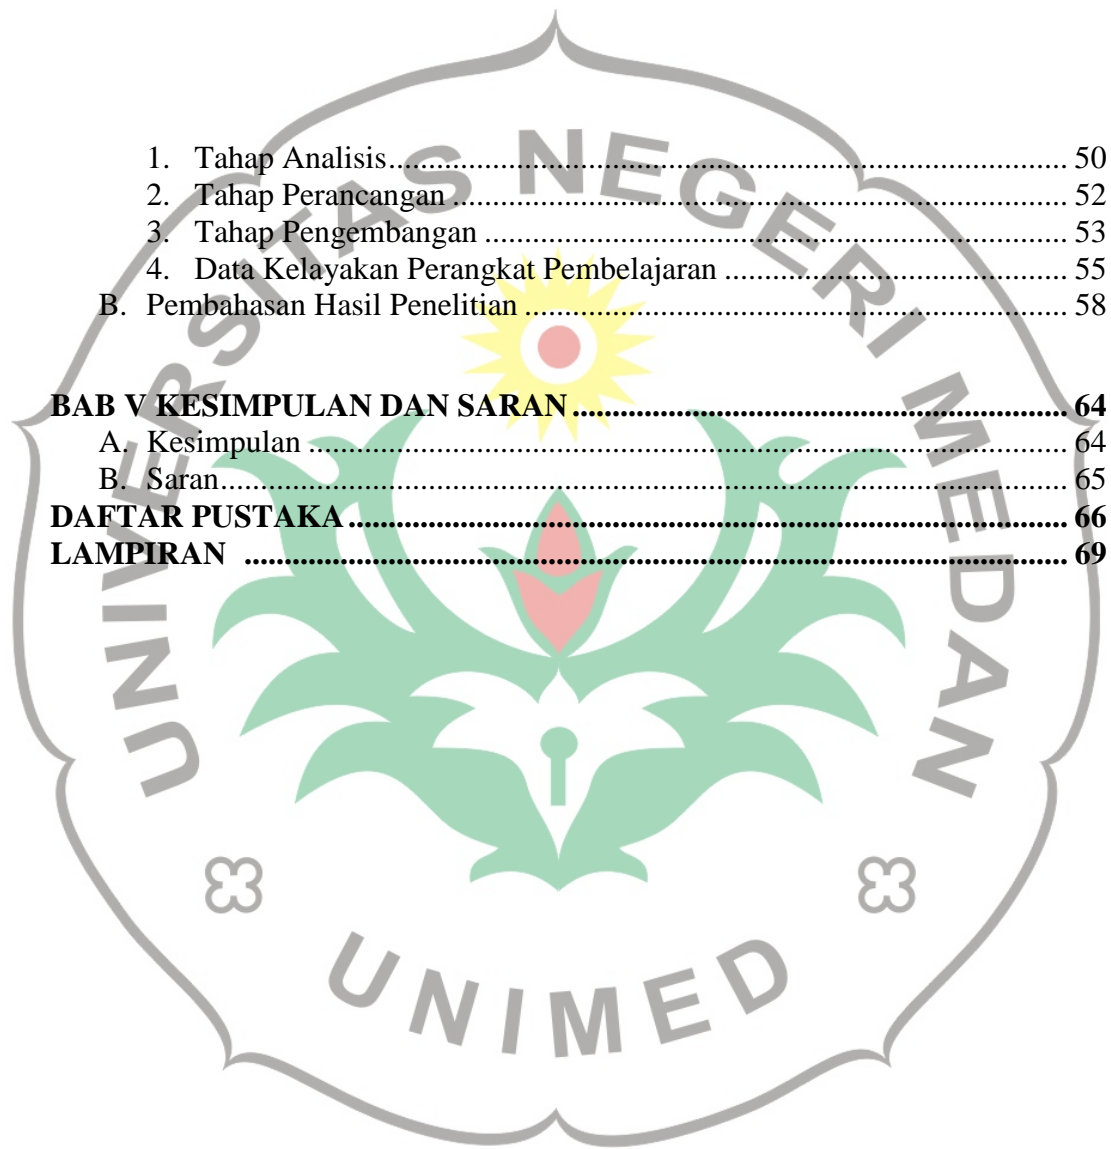 1. Tahap Analisis.................................................................................... 50
2. Tahap Perancangan ............................................................................ 52
3. Tahap Pengembangan ........................................................................ 53
4. Data Kelayakan Perangkat Pembelajaran .......................................... 55
B. Pembahasan Hasil Penelitian ................................................................... 58
BAB V KESIMPULAN DAN SARAN ............................................................. 64
A. Kesimpulan .............................................................................................. 64
B. Saran......................................................................................................... 65
DAFTAR PUSTAKA ......................................................................................... 66
LAMPIRAN ...................................................................................................... 69
UNIVERSITAS NEGERI MEDAN
UNIMED